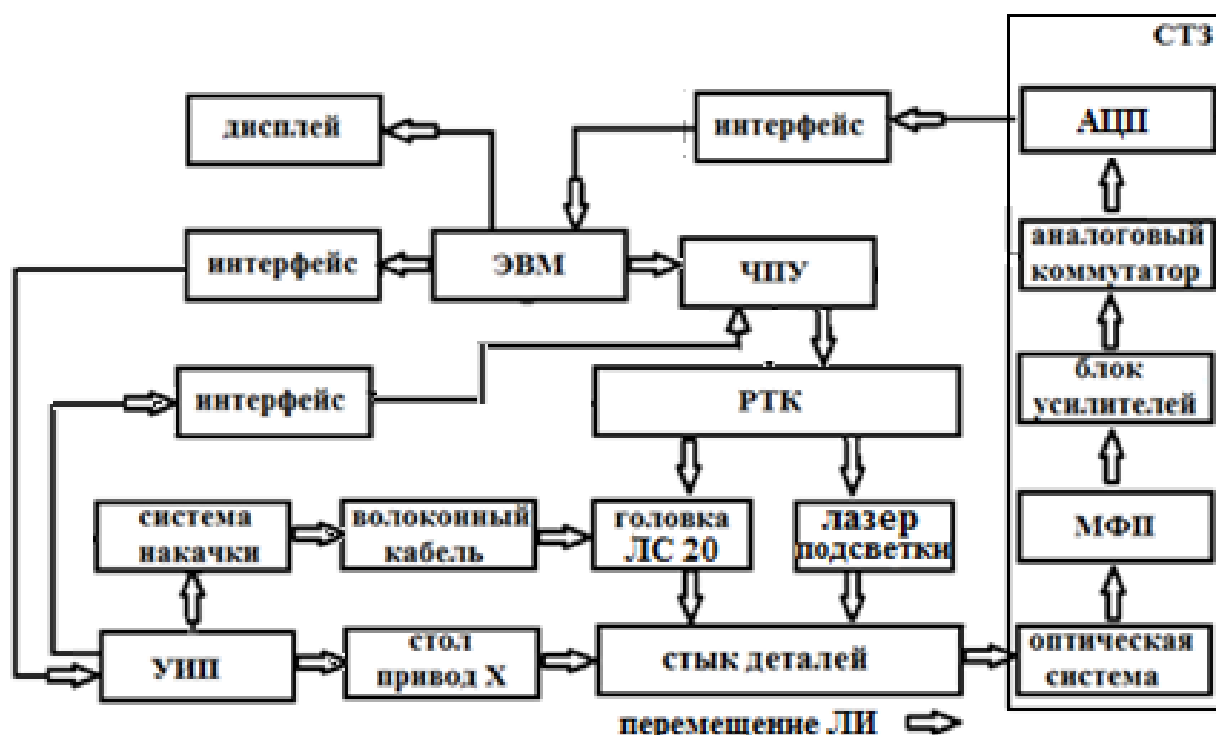 СТЗ
дисплей
интерфейс
АЦП
интерфейс
ЭВМ
ЧПУ
аналоговый
коммутатор
интерфейс
РТК
блок
усилителей
система
накачки
волоконный
кабель
головка
ЛС 20
лазер
подсветки
МФП
УИП
стол
привод X
стык деталей
оптическая
система
перемещение ЛИ